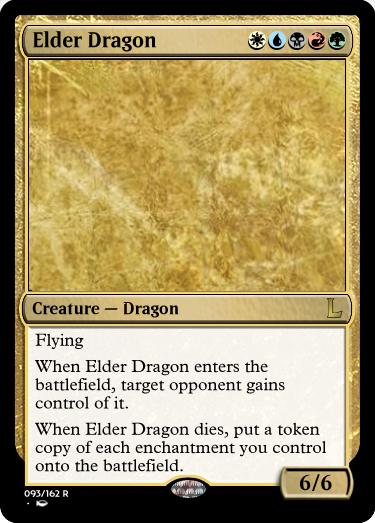 Elder Dragon
Creature — Dragon
L
Flying
When Elder Dragon enters the
battlefield, target opponent gains
control of it.
When Elder Dragon dies, put a token
copy of each enchantment you control
onto the battlefield.
6/6
093/162 R